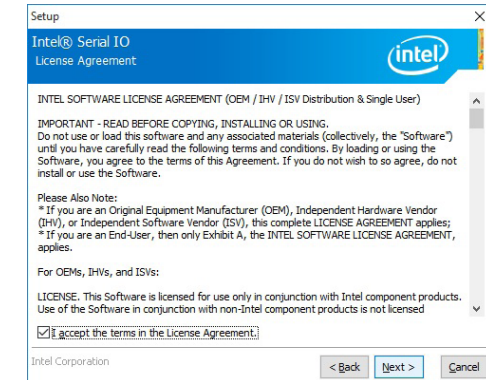 Setup
Intel® Serial IO
License Agreement
intel
INTEL SOFTWARE LICENSE AGREEMENT (OEM / IHV / ISV Distribution & Single User)
IMPORTANT - READ BEFORE COPYING, INSTALLING OR USING.
Do not use or load this software and any associated materials (collectively, the "Software")
until you have carefully read the following terms and conditions. By loading or using the
Software, you agree to the terms of this Agreement. If you do not wish to so agree, do not
install or use the Software.
Please Also Note:
* If you are an Original Equipment Manufacturer (OEM), Independent Hardware Vendor
(IHV), or Independent Software Vendor (ISV), this complete LICENSE AGREEMENT applies;
* If you are an End-User, then only Exhibit A, the INTEL SOFTWARE LICENSE AGREEMENT,
applies.
For OEMs, IHVs, and ISVs:
LICENSE. This Software is licensed for use only in conjunction with Intel component products.
Use of the Software in conjunction with non-Intel component products is not licensed
I accept the terms in the License Agreement.
Intel Corporation
< Back
Next >
Cancel